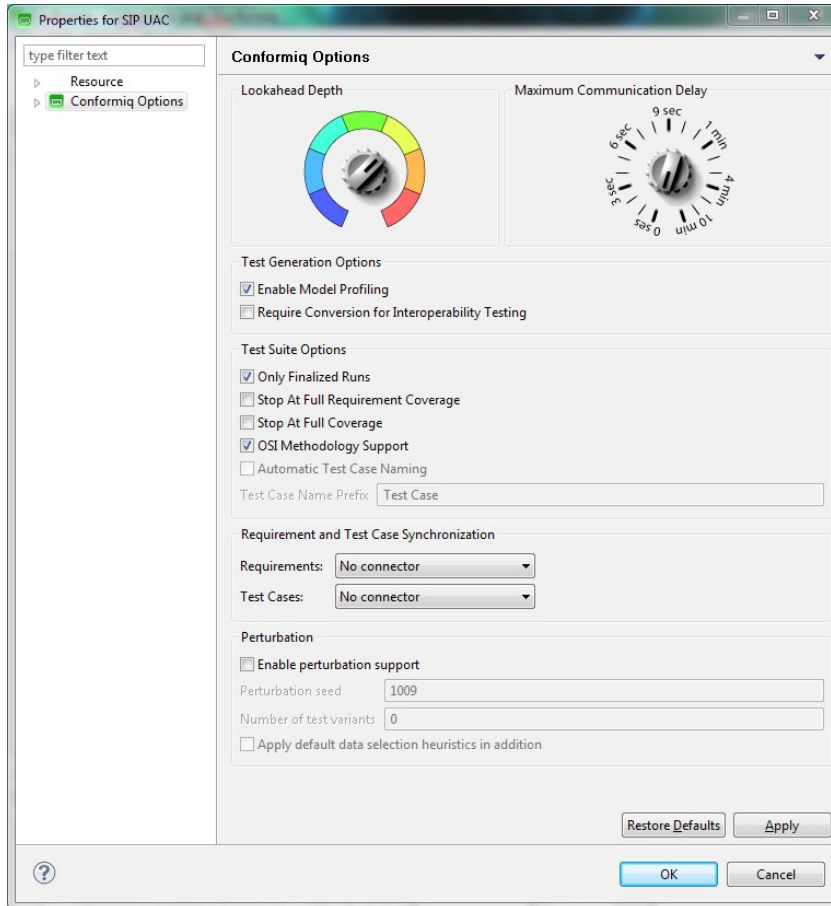 Properties for SIP UAC
type filter text
Resource
Conformiq Options
Conformiq Options
Lookahead Depth
Maximum Communication Delay
0 sec
3 sec
6 sec
9 sec
1 min
4 min
10 min
Test Generation Options
Enable Model Profiling
Require Conversion for Interoperability Testing
Test Suite Options
Only Finalized Runs
Stop At Full Requirement Coverage
Stop At Full Coverage
OSI Methodology Support
Automatic Test Case Naming
Test Case Name Prefix Test Case
Requirement and Test Case Synchronization
Requirements: No connector
Test Cases: No connector
Perturbation
Enable perturbation support
Perturbation seed 1009
Number of test variants 0
Apply default data selection heuristics in addition
Restore Defaults Apply
? OK Cancel